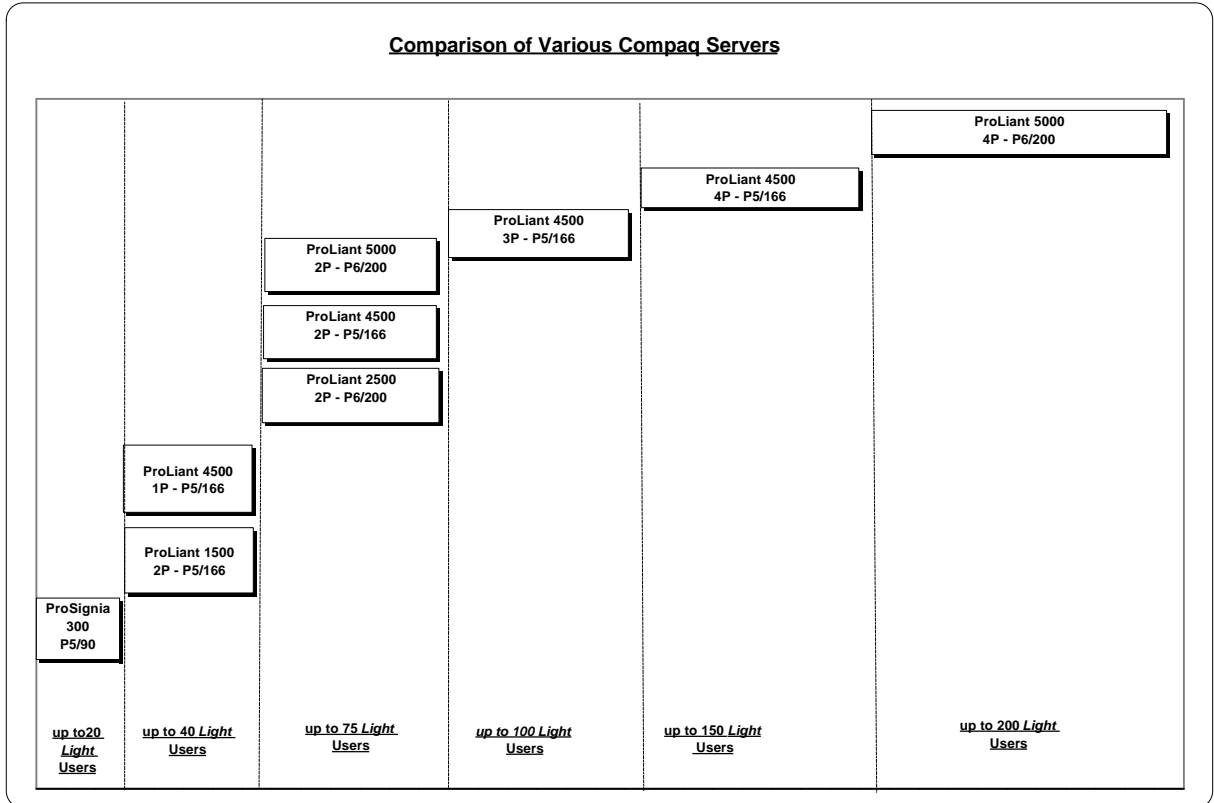 Comparison of Various Compaq Servers
ProLiant 5000
4P - P6/200
ProLiant 4500
4P - P5/166
ProLiant 4500
3P - P5/166
ProLiant 5000
2P - P6/200
ProLiant 4500
2P - P5/166
ProLiant 2500
2P - P6/200
ProLiant 4500
1P - P5/166
ProLiant 1500
2P - P5/166
ProSignia
300
P5/90
up to20
Light
Users
up to 40 Light
Users
up to 75 Light
Users
up to 100 Light
Users
up to 150 Light
Users
up to 200 Light
Users